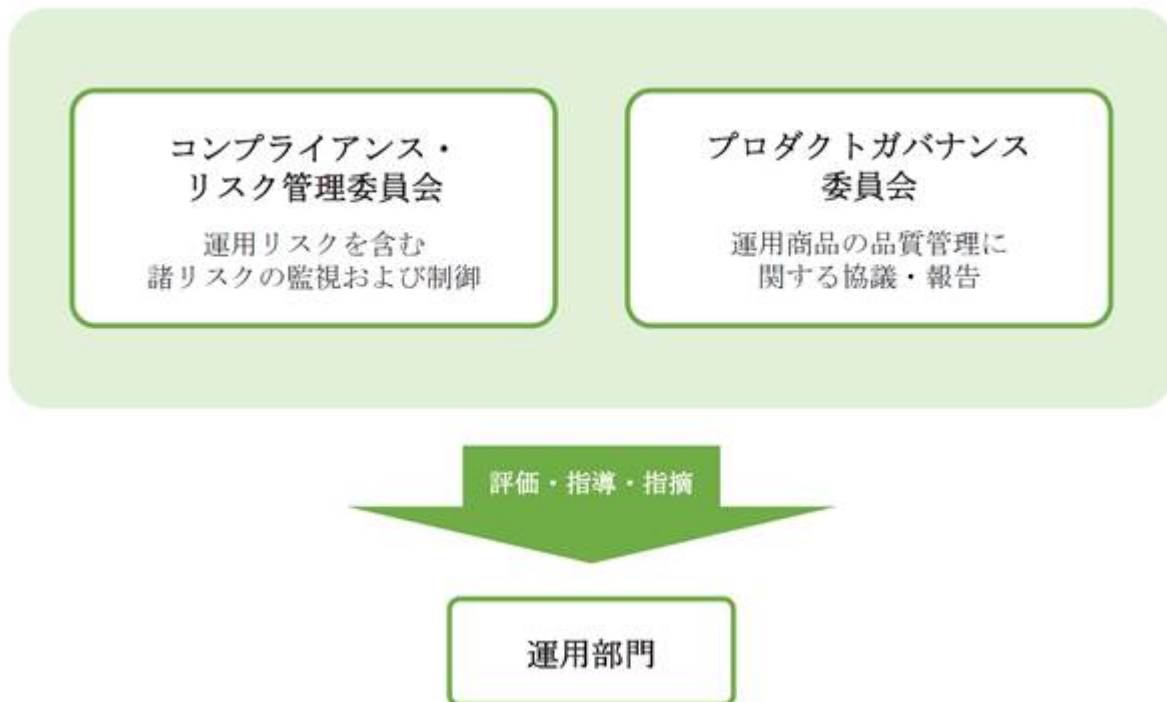 コンプライアンス・
リスク管理委員会
運用リスクを含む
諸リスクの監視および制御
プロダクトガバナンス
委員会
運用商品の品質管理に
関する協議・報告
評価・指導・指摘
運用部門